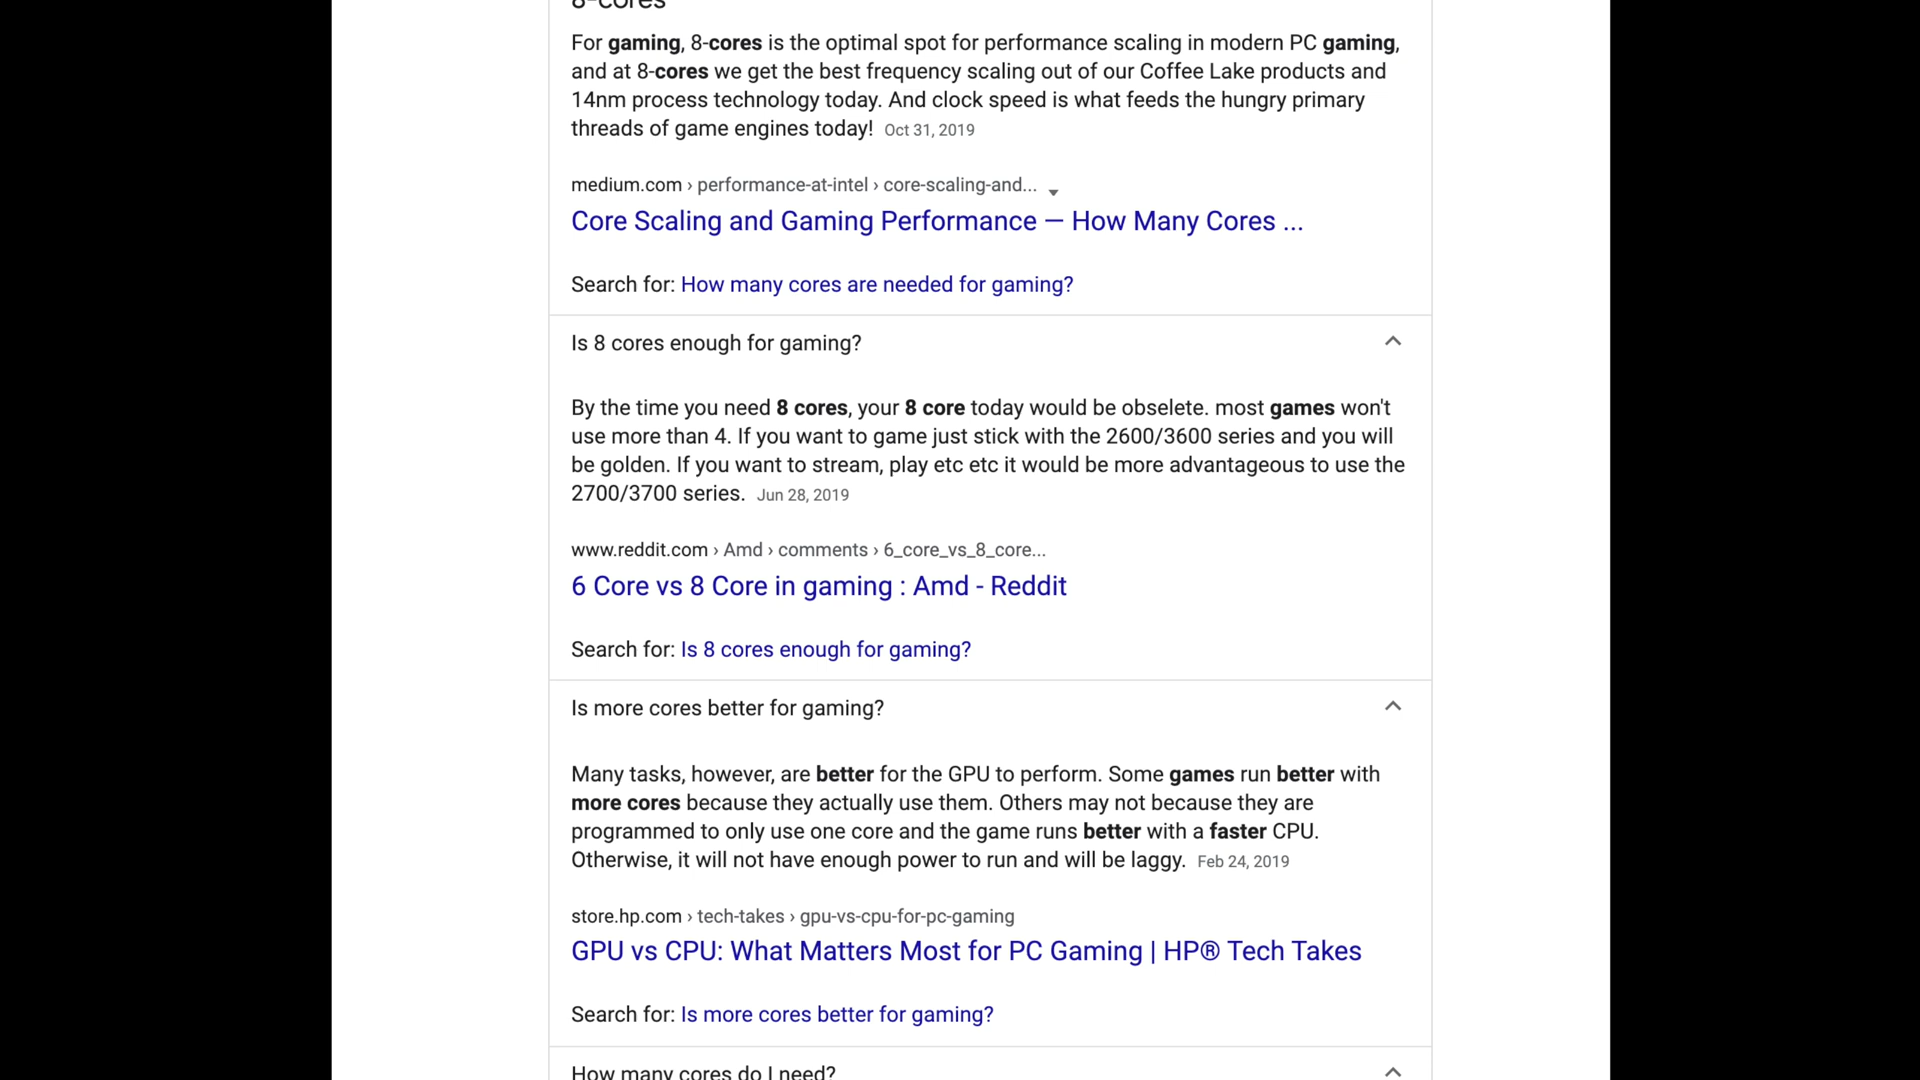 8-cores
For gaming, 8-cores is the optimal spot for performance scaling in modern PC gaming,
and at 8-cores we get the best frequency scaling out of our Coffee Lake products and
14nm process technology today. And clock speed is what feeds the hungry primary
threads of game engines today! Oct 31, 2019
medium.com › performance-at-intel › core-scaling-and...
Core Scaling and Gaming Performance — How Many Cores ...
Search for: How many cores are needed for gaming?
Is 8 cores enough for gaming?
By the time you need 8 cores, your 8 core today would be obselete. most games won't
use more than 4. If you want to game just stick with the 2600/3600 series and you will
be golden. If you want to stream, play etc etc it would be more advantageous to use the
2700/3700 series. Jun 28, 2019
www.reddit.com › Amd › comments › 6_core_vs_8_core...
6 Core vs 8 Core in gaming : Amd - Reddit
Search for: Is 8 cores enough for gaming?
Is more cores better for gaming?
Many tasks, however, are better for the GPU to perform. Some games run better with
more cores because they actually use them. Others may not because they are
programmed to only use one core and the game runs better with a faster CPU.
Otherwise, it will not have enough power to run and will be laggy. Feb 24, 2019
store.hp.com › tech-takes › gpu-vs-cpu-for-pc-gaming
GPU vs CPU: What Matters Most for PC Gaming | HP® Tech Takes
Search for: Is more cores better for gaming?
How many cores do I need?